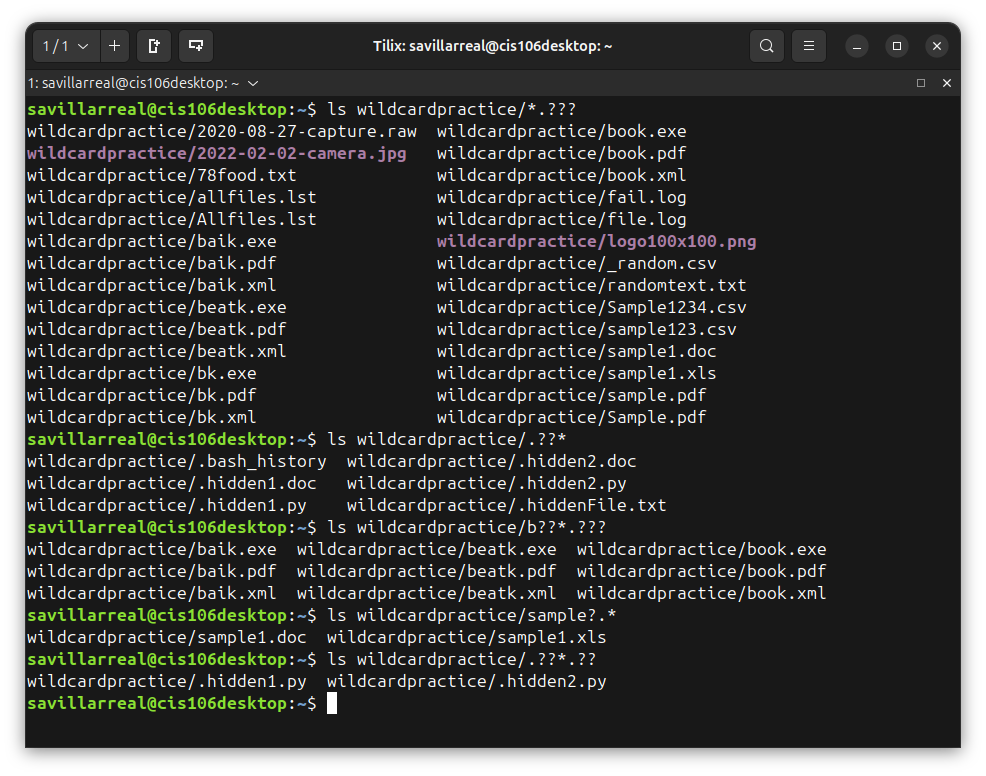 1 / 1
Tilix: savillarreal@cis106desktop: ~
1: savillarreal@cis106desktop: ~
savillarreal@cis106desktop:~$ ls wildcardpractice/*.???
wildcardpractice/2020-08-27-capture.raw  wildcardpractice/book.exe
wildcardpractice/2022-02-02-camera.jpg   wildcardpractice/book.pdf
wildcardpractice/78food.txt              wildcardpractice/book.xml
wildcardpractice/allfiles.lst            wildcardpractice/fail.log
wildcardpractice/Allfiles.lst            wildcardpractice/file.log
wildcardpractice/baik.exe                wildcardpractice/logo100x100.png
wildcardpractice/baik.pdf                wildcardpractice/_random.csv
wildcardpractice/baik.xml                wildcardpractice/randomtext.txt
wildcardpractice/beatk.exe               wildcardpractice/Sample1234.csv
wildcardpractice/beatk.pdf               wildcardpractice/sample123.csv
wildcardpractice/beatk.xml               wildcardpractice/sample1.doc
wildcardpractice/bk.exe                  wildcardpractice/sample1.xls
wildcardpractice/bk.pdf                  wildcardpractice/sample.pdf
wildcardpractice/bk.xml                  wildcardpractice/Sample.pdf
savillarreal@cis106desktop:~$ ls wildcardpractice/.??*
wildcardpractice/.bash_history  wildcardpractice/.hidden2.doc
wildcardpractice/.hidden1.doc   wildcardpractice/.hidden2.py
wildcardpractice/.hidden1.py    wildcardpractice/.hiddenFile.txt
savillarreal@cis106desktop:~$ ls wildcardpractice/b??*.???
wildcardpractice/baik.exe  wildcardpractice/beatk.exe  wildcardpractice/book.exe
wildcardpractice/baik.pdf  wildcardpractice/beatk.pdf  wildcardpractice/book.pdf
wildcardpractice/baik.xml  wildcardpractice/beatk.xml  wildcardpractice/book.xml
savillarreal@cis106desktop:~$ ls wildcardpractice/sample?.*
wildcardpractice/sample1.doc  wildcardpractice/sample1.xls
savillarreal@cis106desktop:~$ ls wildcardpractice/.??*.??
wildcardpractice/.hidden1.py  wildcardpractice/.hidden2.py
savillarreal@cis106desktop:~$